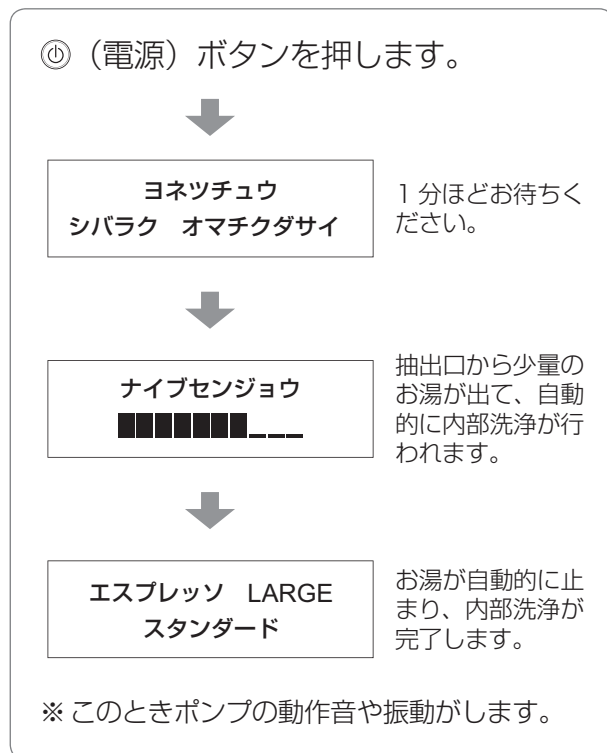 （電源）ボタンを押します。
ヨネツチュウ
シバラク　オマチクダサイ
1 分ほどお待ちく
ださい。
ナイブセンジョウ
抽出口から少量の
お湯が出て、自動
的に内部洗浄が行
われます。
エスプレッソ　LARGE
スタンダード
お湯が自動的に止
まり、内部洗浄が
完了します。
※ このときポンプの動作音や振動がします。